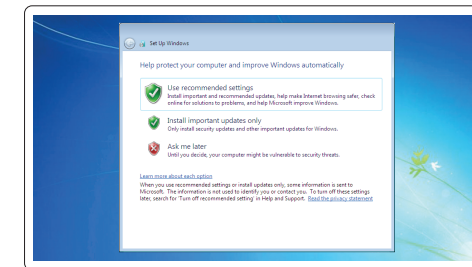 Set Up Windows
Help protect your computer and improve Windows automatically
Use recommended settings
Install important and recommended updates, help make Internet browsing safer, check
online for solutions to problems, and help Microsoft improve Windows.
Install important updates only
Only install security updates and other important updates for Windows.
Ask me later
Until you decide, your computer might be vulnerable to security threats.
Learn more about each option
When you use recommended settings or install updates only, some information is sent to
Microsoft. The information is not used to identify you or contact you. To turn off these settings
later, search for 'Turn off recommended setting' in Help and Support. Read the privacy statement